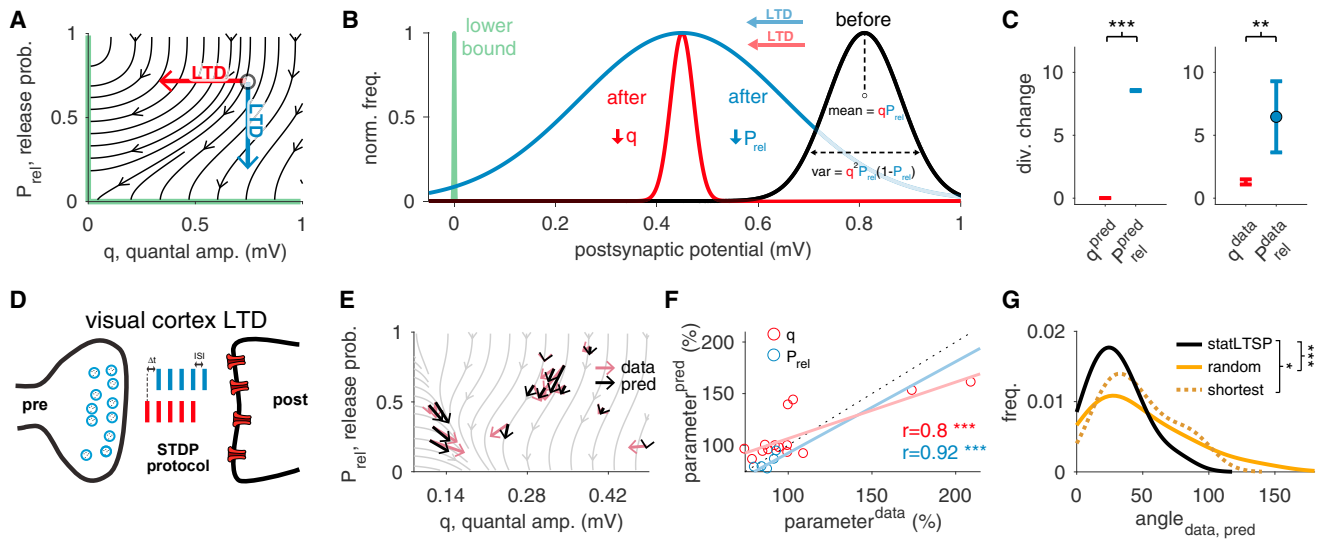 A
P_rel, release prob.
1
0.5
0
LTD
LTD
0
0.5
1
q, quantal amp. (mV)
B
norm. freq.
1
0.5
0
lower
bound
LTD
LTD
before
after
q
after
P_rel
mean = qP_rel
var = q²P_rel(1-P_rel)
0
0.2
0.4
0.6
0.8
1
postsynaptic potential (mV)
C
div. change
***
10
5
0
q^pred
P_rel^pred
**
10
5
0
q^data
P_rel^data
D
visual cortex LTD
Δt
ISI
pre
post
STDP
protocol
E
P_rel, release prob.
1
0.5
0
data
pred
0.14
0.28
0.42
q, quantal amp. (mV)
F
parameter^pred (%)
200
150
100
q
P_rel
r=0.8 ***
r=0.92 ***
100
150
200
parameter^data (%)
G
freq.
0.02
0.01
0
statLTSP
random
shortest
*
***
0
50
100
150
angle_data, pred